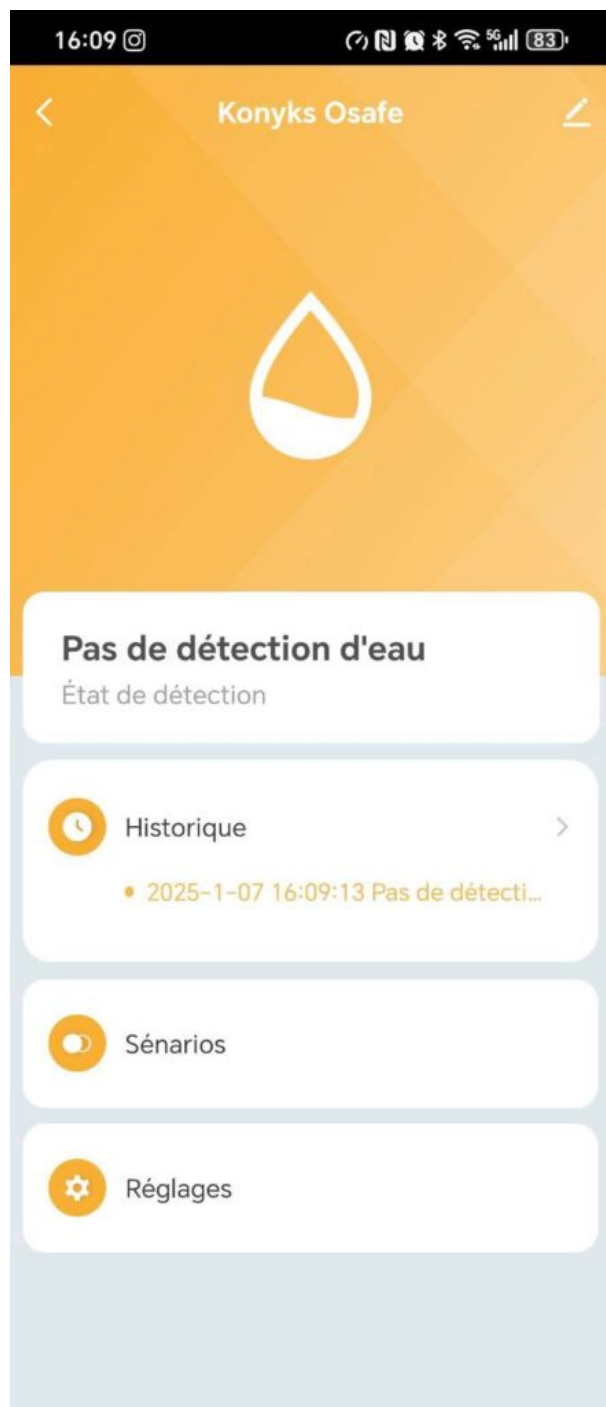 16:09 5G 83
Konyks Osafe
Pas de détection d'eau
État de détection
Historique
2025-1-07 16:09:13 Pas de détecti...
Sénarios
Réglages